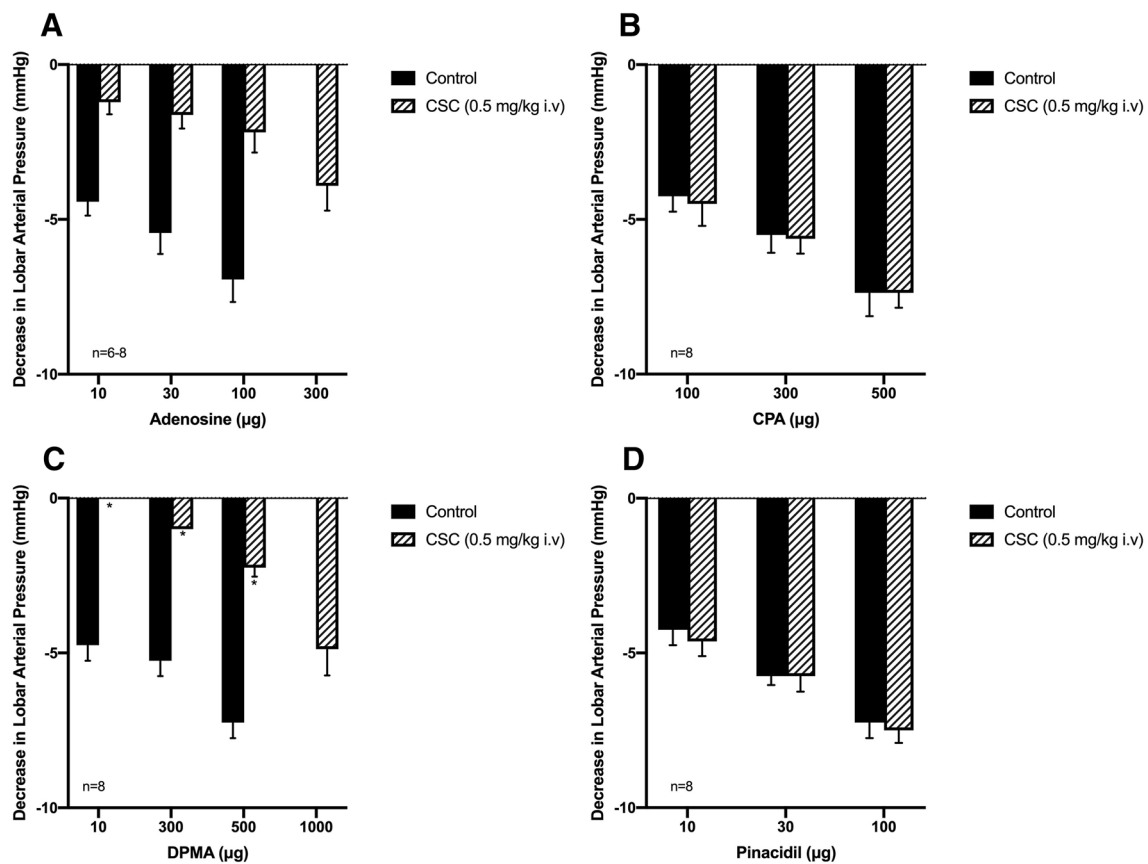 A
Decrease in Lobar Arterial Pressure (mmHg)
0
-5
-10
Control
CSC (0.5 mg/kg i.v)
n=6-8
10 30 100 300
Adenosine (µg)
B
Decrease in Lobar Arterial Pressure (mmHg)
0
-5
-10
Control
CSC (0.5 mg/kg i.v)
n=8
100 300 500
CPA (µg)
C
Decrease in Lobar Arterial Pressure (mmHg)
0
-5
-10
Control
CSC (0.5 mg/kg i.v)
*
*
*
n=8
10 300 500 1000
DPMA (µg)
D
Decrease in Lobar Arterial Pressure (mmHg)
0
-5
-10
Control
CSC (0.5 mg/kg i.v)
n=8
10 30 100
Pinacidil (µg)